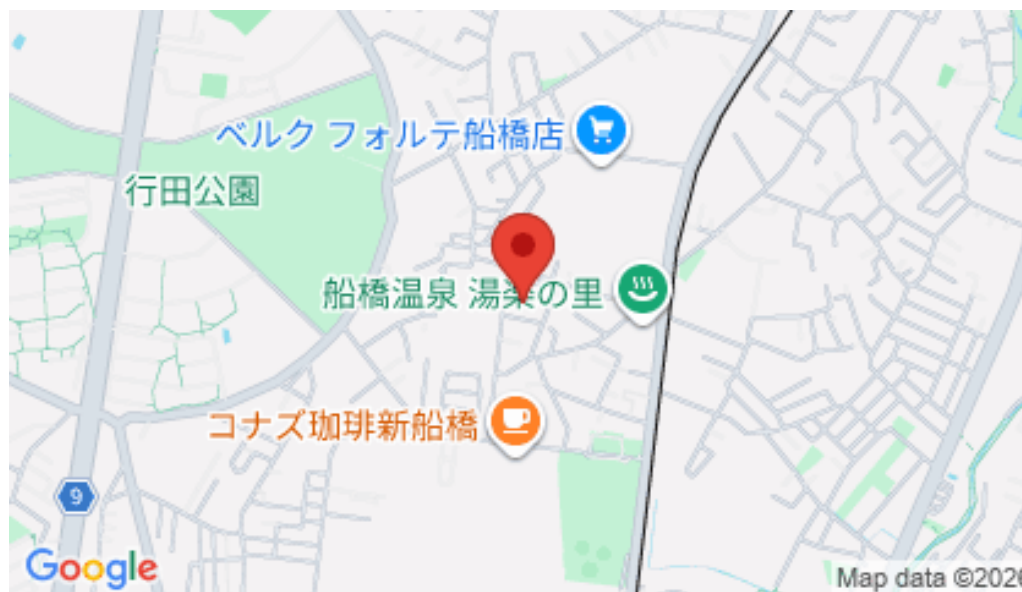 ベルク フォルテ船橋店
行田公園
船橋温泉 湯楽の里
コナズ珈琲新船橋
9
Google
Map data ©2026